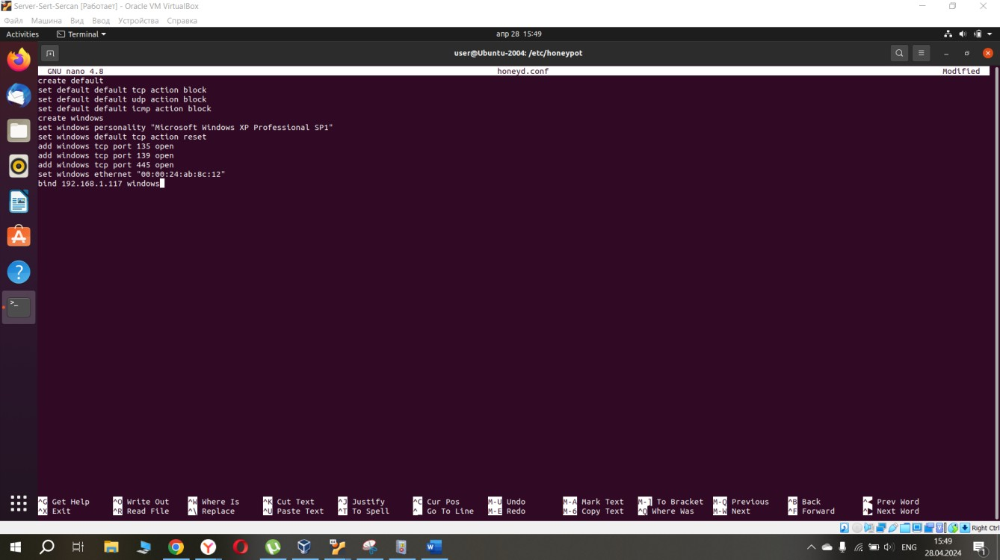 Server-Sert-Sercan [Работает] - Oracle VM VirtualBox
Файл Машина Вид Ввод Устройства Справка
Activities Terminal апр 28 15:49
user@Ubuntu-2004: /etc/honeypot
GNU nano 4.8 honeyd.conf Modified
create default
set default default tcp action block
set default default udp action block
set default default icmp action block
create windows
set windows personality "Microsoft Windows XP Professional SP1"
set windows default tcp action reset
add windows tcp port 135 open
add windows tcp port 139 open
add windows tcp port 445 open
set windows ethernet "00:00:24:ab:8c:12"
bind 192.168.1.117 windows
^G Get Help ^O Write Out ^W Where Is ^K Cut Text ^J Justify ^C Cur Pos M-U Undo M-A Mark Text M-] To Bracket M-Q Previous ^B Back ^◀ Prev Word
^X Exit ^R Read File ^\ Replace ^U Paste Text ^T To Spell ^_ Go To Line M-E Redo M-6 Copy Text ^Q Where Was M-W Next ^F Forward ^▶ Next Word
Right Ctrl
ENG 15:49
28.04.2024 1